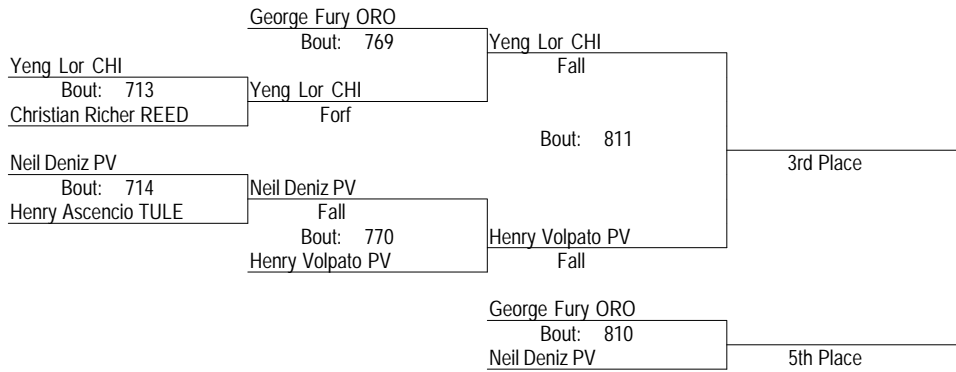 George Fury ORO
Bout: 769
Yeng Lor CHI
Fall
Yeng Lor CHI
Bout: 713
Yeng Lor CHI
Christian Richer REED
Forf
Bout: 811
Neil Deniz PV
3rd Place
Bout: 714
Neil Deniz PV
Henry Ascencio TULE
Fall
Bout: 770
Henry Volpato PV
Henry Volpato PV
Fall
George Fury ORO
Bout: 810
Neil Deniz PV
5th Place